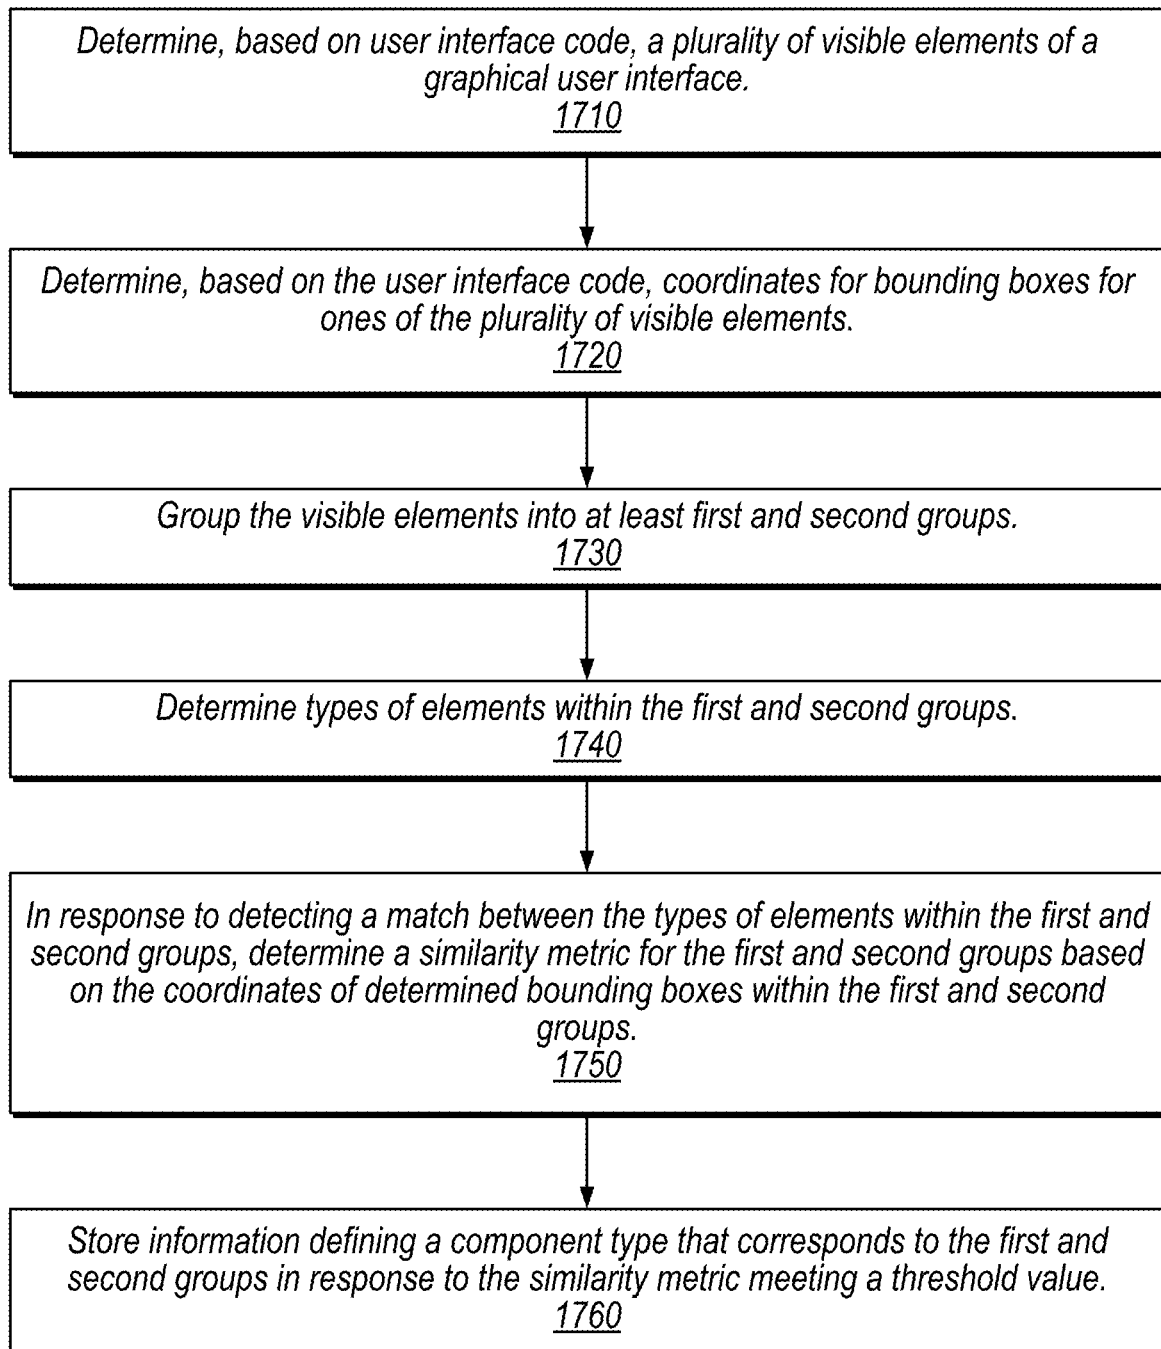 Determine, based on user interface code, a plurality of visible elements of a
graphical user interface.
1710
Determine, based on the user interface code, coordinates for bounding boxes for
ones of the plurality of visible elements.
1720
Group the visible elements into at least first and second groups.
1730
Determine types of elements within the first and second groups.
1740
In response to detecting a match between the types of elements within the first and
second groups, determine a similarity metric for the first and second groups based
on the coordinates of determined bounding boxes within the first and second
groups.
1750
Store information defining a component type that corresponds to the first and
second groups in response to the similarity metric meeting a threshold value.
1760